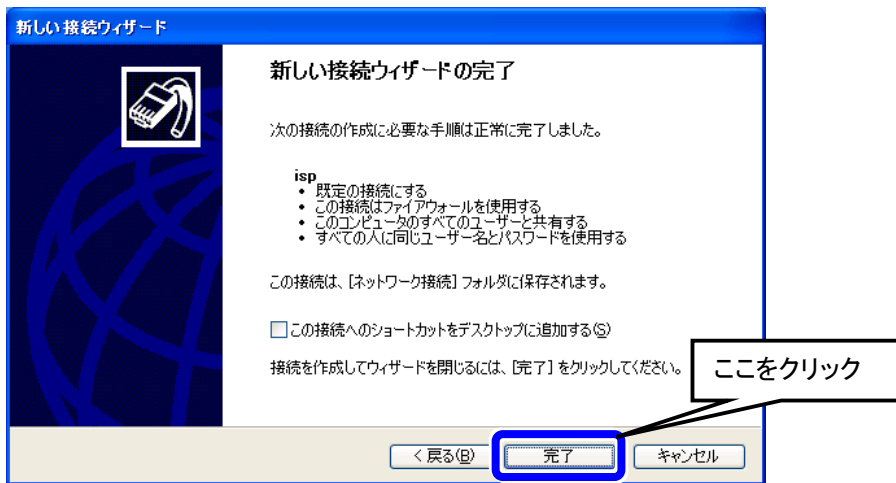 新しい接続ウィザード
新しい接続ウィザードの完了
次の接続の作成に必要な手順は正常に完了しました。
isp
• 既定の接続にする
• この接続はファイアウォールを使用する
• このコンピュータのすべてのユーザーと共有する
• すべての人に同じユーザー名とパスワードを使用する
この接続は、[ネットワーク接続] フォルダに保存されます。
この接続へのショートカットをデスクトップに追加する(S)
接続を作成してウィザードを閉じるには、[完了] をクリックしてください。
ここをクリック
< 戻る(B)
完了
キャンセル